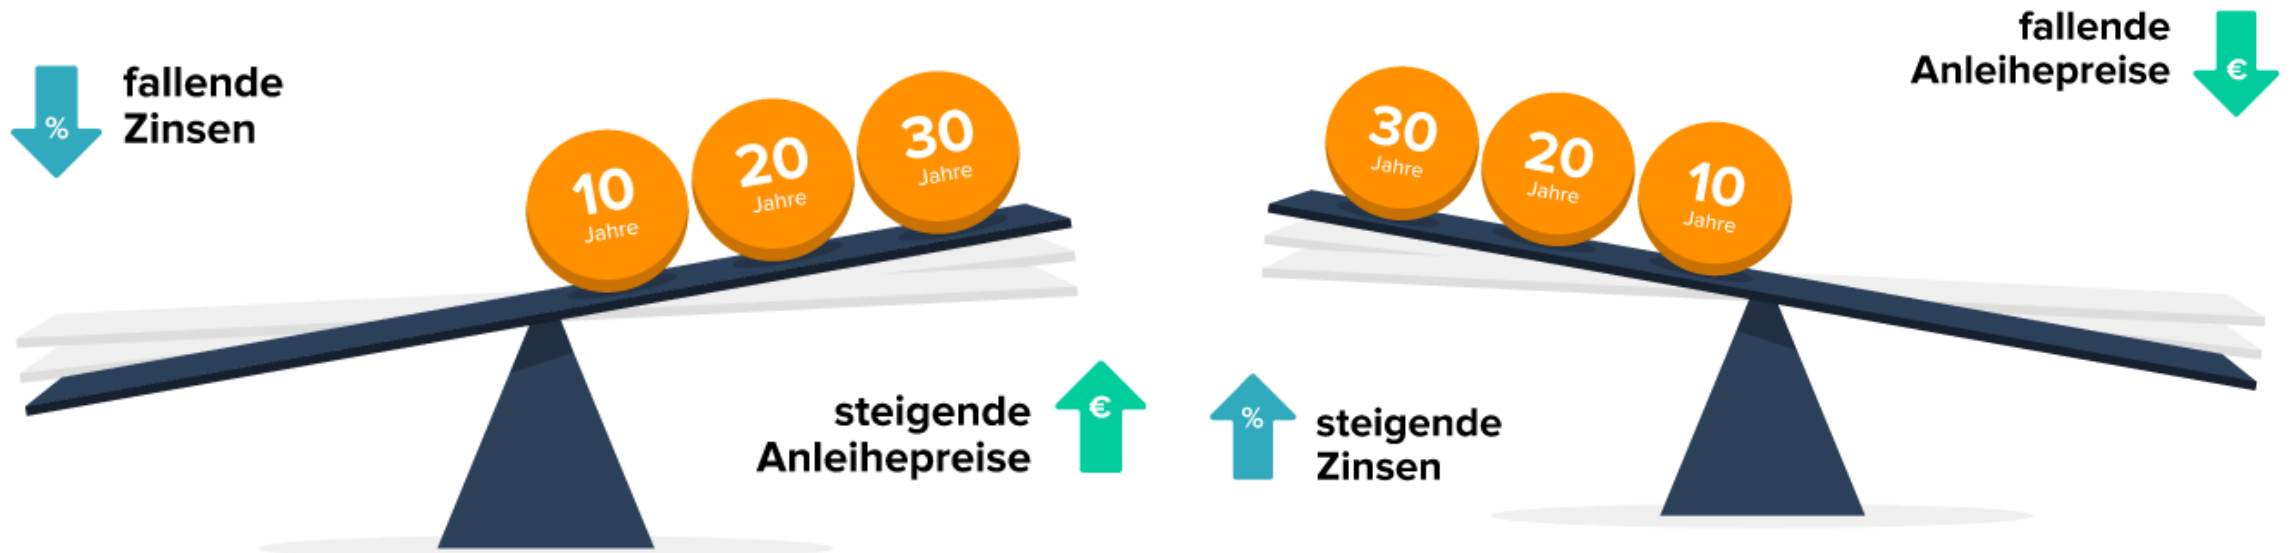 fallende
Zinsen
%
10
Jahre
20
Jahre
30
Jahre
steigende
Anleihepreise
€
fallende
Anleihepreise
€
30
Jahre
20
Jahre
10
Jahre
%
steigende
Zinsen